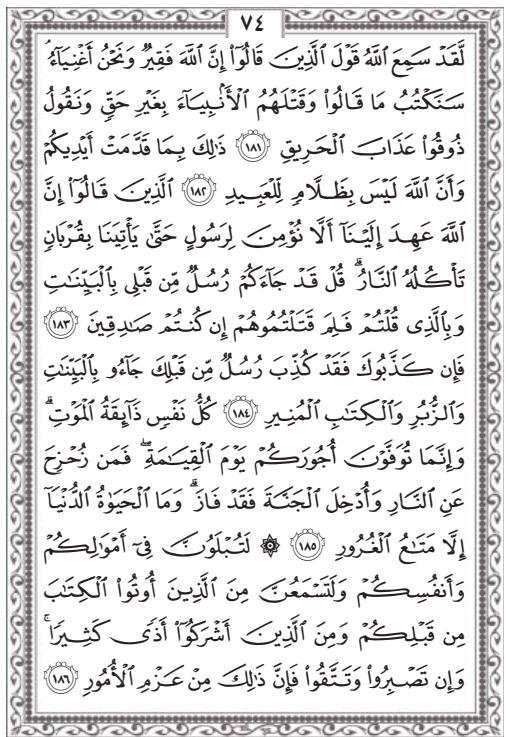 ٧٤
لَّقَدْ سَمِعَ ٱللَّهُ قَوْلَ ٱلَّذِينَ قَالُوٓا۟ إِنَّ ٱللَّهَ فَقِيرٌ وَنَحْنُ أَغْنِيَآءُ
سَنَكْتُبُ مَا قَالُوا۟ وَقَتْلَهُمُ ٱلْأَنۢبِيَآءَ بِغَيْرِ حَقٍّ وَنَقُولُ
ذُوقُوا۟ عَذَابَ ٱلْحَرِيقِ ۝١٨١ ذَٰلِكَ بِمَا قَدَّمَتْ أَيْدِيكُمْ
وَأَنَّ ٱللَّهَ لَيْسَ بِظَلَّامٍ لِّلْعَبِيدِ ۝١٨٢ ٱلَّذِينَ قَالُوٓا۟ إِنَّ
ٱللَّهَ عَهِدَ إِلَيْنَآ أَلَّا نُؤْمِنَ لِرَسُولٍ حَتَّىٰ يَأْتِيَنَا بِقُرْبَانٍ
تَأْكُلُهُ ٱلنَّارُ ۗ قُلْ قَدْ جَآءَكُمْ رُسُلٌ مِّن قَبْلِى بِٱلْبَيِّنَـٰتِ
وَبِٱلَّذِى قُلْتُمْ فَلِمَ قَتَلْتُمُوهُمْ إِن كُنتُمْ صَـٰدِقِينَ ۝١٨٣
فَإِن كَذَّبُوكَ فَقَدْ كُذِّبَ رُسُلٌ مِّن قَبْلِكَ جَآءُو بِٱلْبَيِّنَـٰتِ
وَٱلزُّبُرِ وَٱلْكِتَـٰبِ ٱلْمُنِيرِ ۝١٨٤ كُلُّ نَفْسٍ ذَآئِقَةُ ٱلْمَوْتِ ۗ
وَإِنَّمَا تُوَفَّوْنَ أُجُورَكُمْ يَوْمَ ٱلْقِيَـٰمَةِ ۖ فَمَن زُحْزِحَ
عَنِ ٱلنَّارِ وَأُدْخِلَ ٱلْجَنَّةَ فَقَدْ فَازَ ۗ وَمَا ٱلْحَيَوٰةُ ٱلدُّنْيَآ
إِلَّا مَتَـٰعُ ٱلْغُرُورِ ۝١٨٥ ۞ لَتُبْلَوُنَّ فِىٓ أَمْوَٰلِكُمْ
وَأَنفُسِكُمْ وَلَتَسْمَعُنَّ مِنَ ٱلَّذِينَ أُوتُوا۟ ٱلْكِتَـٰبَ
مِن قَبْلِكُمْ وَمِنَ ٱلَّذِينَ أَشْرَكُوٓا۟ أَذًى كَثِيرًا ۚ
وَإِن تَصْبِرُوا۟ وَتَتَّقُوا۟ فَإِنَّ ذَٰلِكَ مِنْ عَزْمِ ٱلْأُمُورِ ۝١٨٦